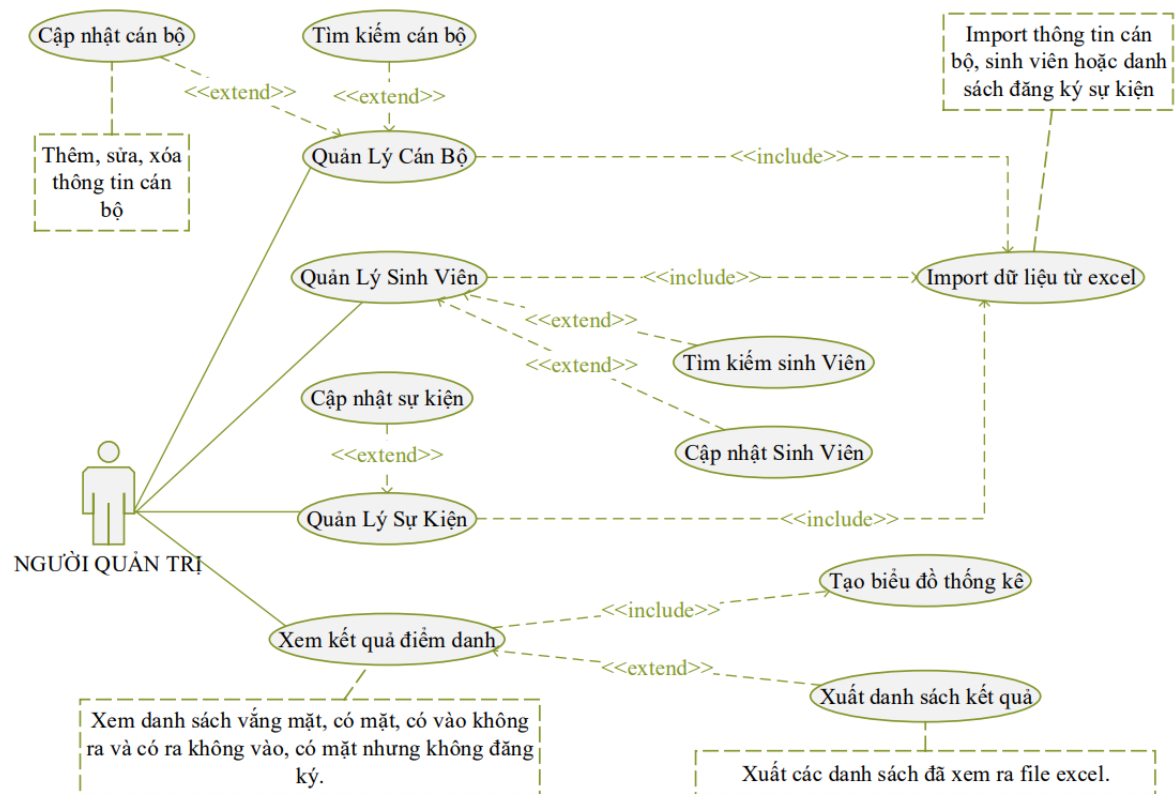 Cập nhật cán bộ
Tìm kiếm cán bộ
Import thông tin cán
bộ, sinh viên hoặc danh
sách đăng ký sự kiện
<<extend>>
<<extend>>
Thêm, sửa, xóa
thông tin cán
bộ
Quản Lý Cán Bộ
<<include>>
Quản Lý Sinh Viên
<<include>>
Import dữ liệu từ excel
<<extend>>
Tìm kiếm sinh Viên
<<extend>>
Cập nhật sự kiện
Cập nhật Sinh Viên
<<extend>>
Quản Lý Sự Kiện
<<include>>
NGƯỜI QUẢN TRỊ
Tạo biểu đồ thống kê
<<include>>
Xem kết quả điểm danh
<<extend>>
Xuất danh sách kết quả
Xem danh sách vắng mặt, có mặt, có vào không
ra và có ra không vào, có mặt nhưng không đăng
ký.
Xuất các danh sách đã xem ra file excel.